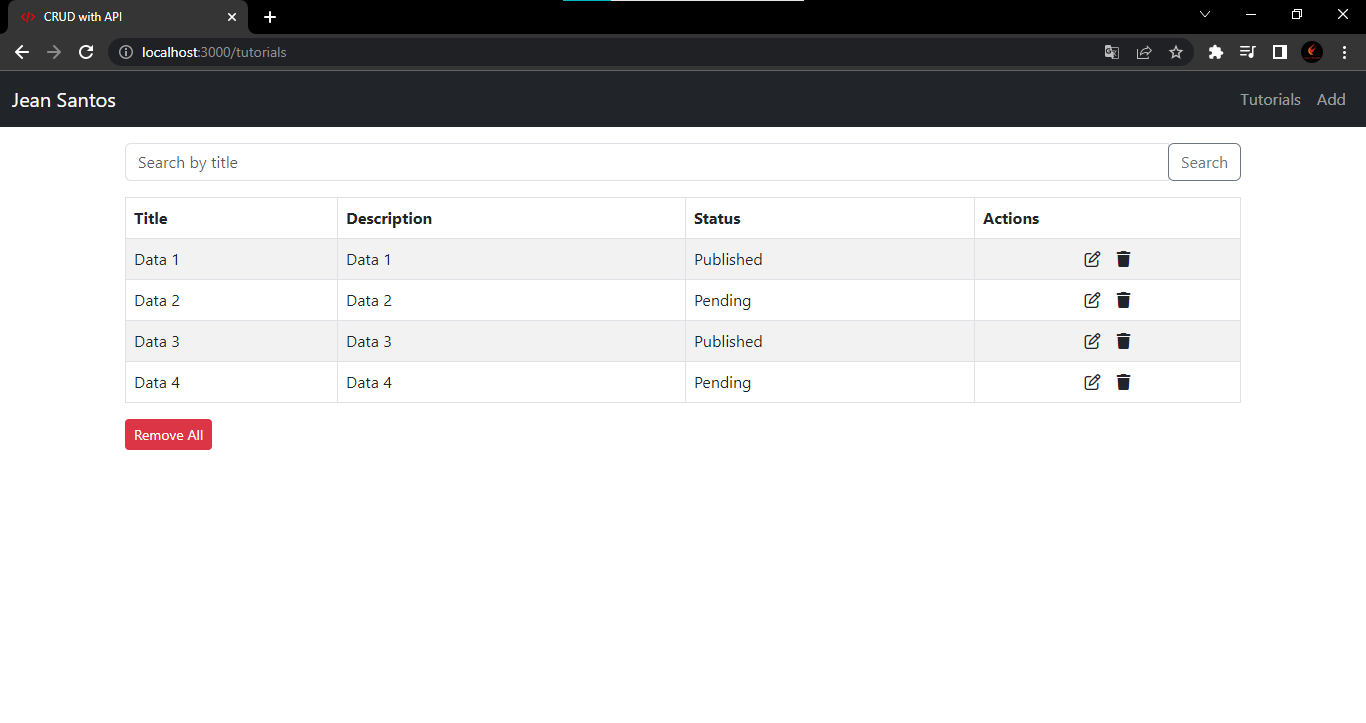 CRUD with API
localhost:3000/tutorials
Jean Santos Tutorials Add
Search by title Search
Title Description Status Actions
Data 1 Data 1 Published
Data 2 Data 2 Pending
Data 3 Data 3 Published
Data 4 Data 4 Pending
Remove All